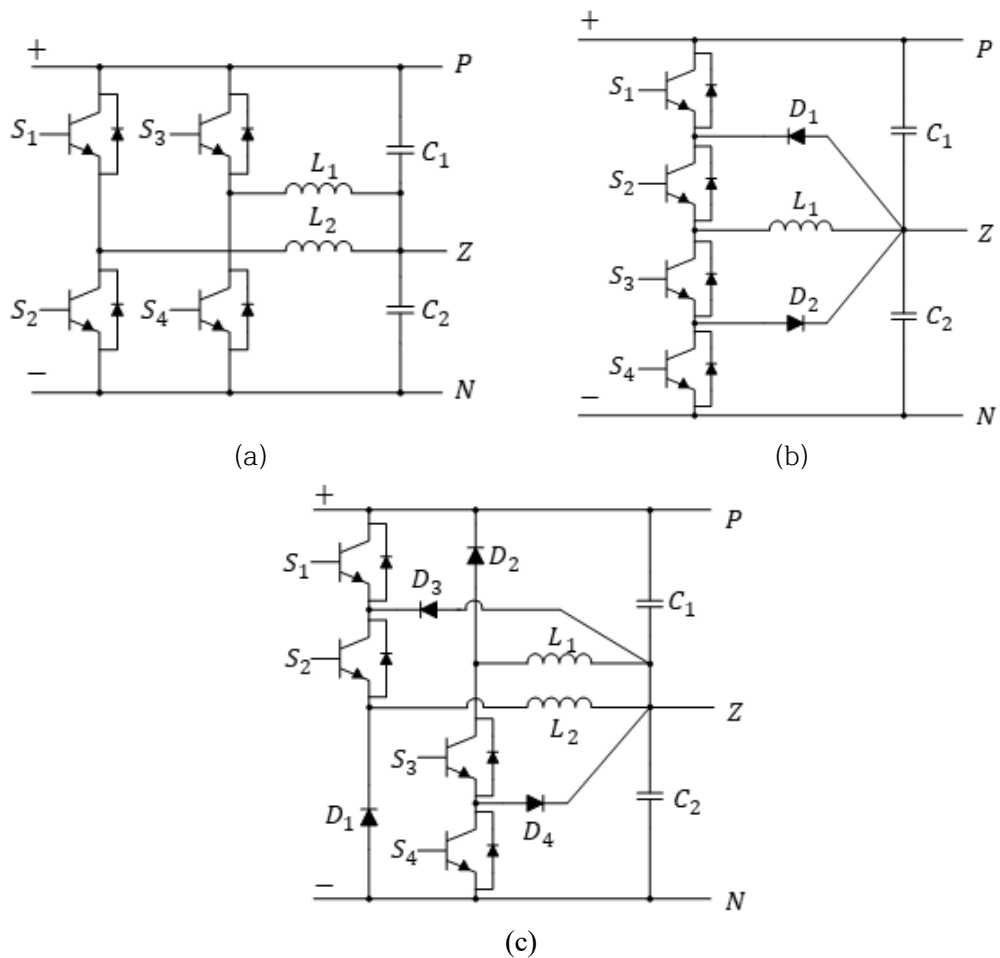 +
P
S₁
S₃
L₁
C₁
L₂
Z
S₂
S₄
C₂
−
N
(a)
+
P
S₁
D₁
C₁
S₂
L₁
Z
S₃
D₂
C₂
S₄
−
N
(b)
+
P
S₁
D₂
D₃
C₁
S₂
L₁
Z
L₂
S₃
D₁
D₄
C₂
S₄
−
N
(c)